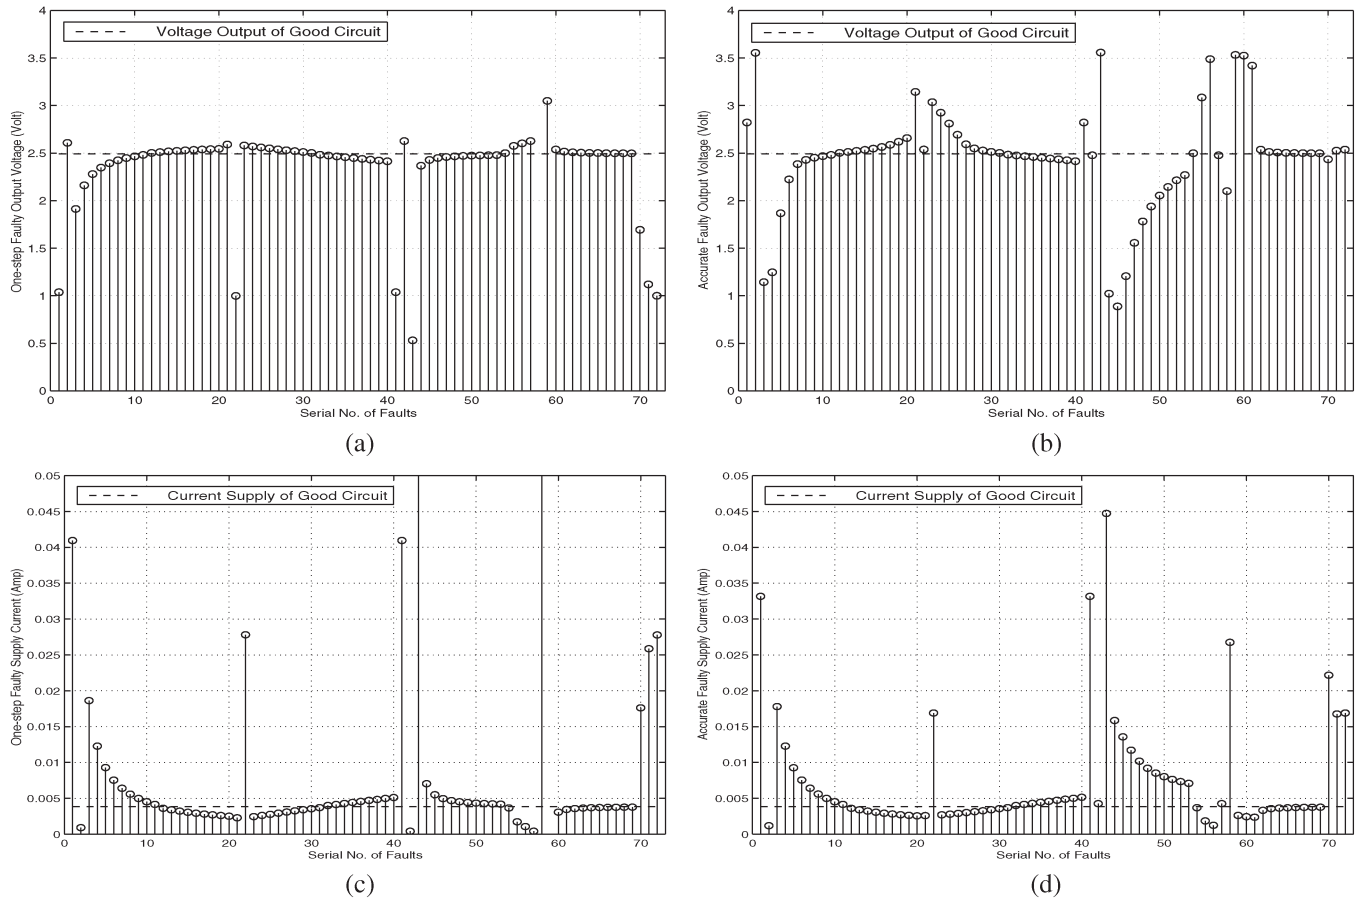 4
3.5
3
2.5
2
1.5
1
0.5
0
Voltage Output of Good Circuit
One-step Faulty Output Voltage (Volt)
0 10 20 30 40 50 60 70
Serial No. of Faults
(a)
4
3.5
3
2.5
2
1.5
1
0.5
0
Voltage Output of Good Circuit
Accurate Faulty Output Voltage (Volt)
0 10 20 30 40 50 60 70
Serial No. of Faults
(b)
0.05
0.045
0.04
0.035
0.03
0.025
0.02
0.015
0.01
0.005
0
Current Supply of Good Circuit
One-step Faulty Supply Current (Amp)
0 10 20 30 40 50 60 70
Serial No. of Faults
(c)
0.05
0.045
0.04
0.035
0.03
0.025
0.02
0.015
0.01
0.005
0
Current Supply of Good Circuit
Accurate Faulty Supply Current (Amp)
0 10 20 30 40 50 60 70
Serial No. of Faults
(d)